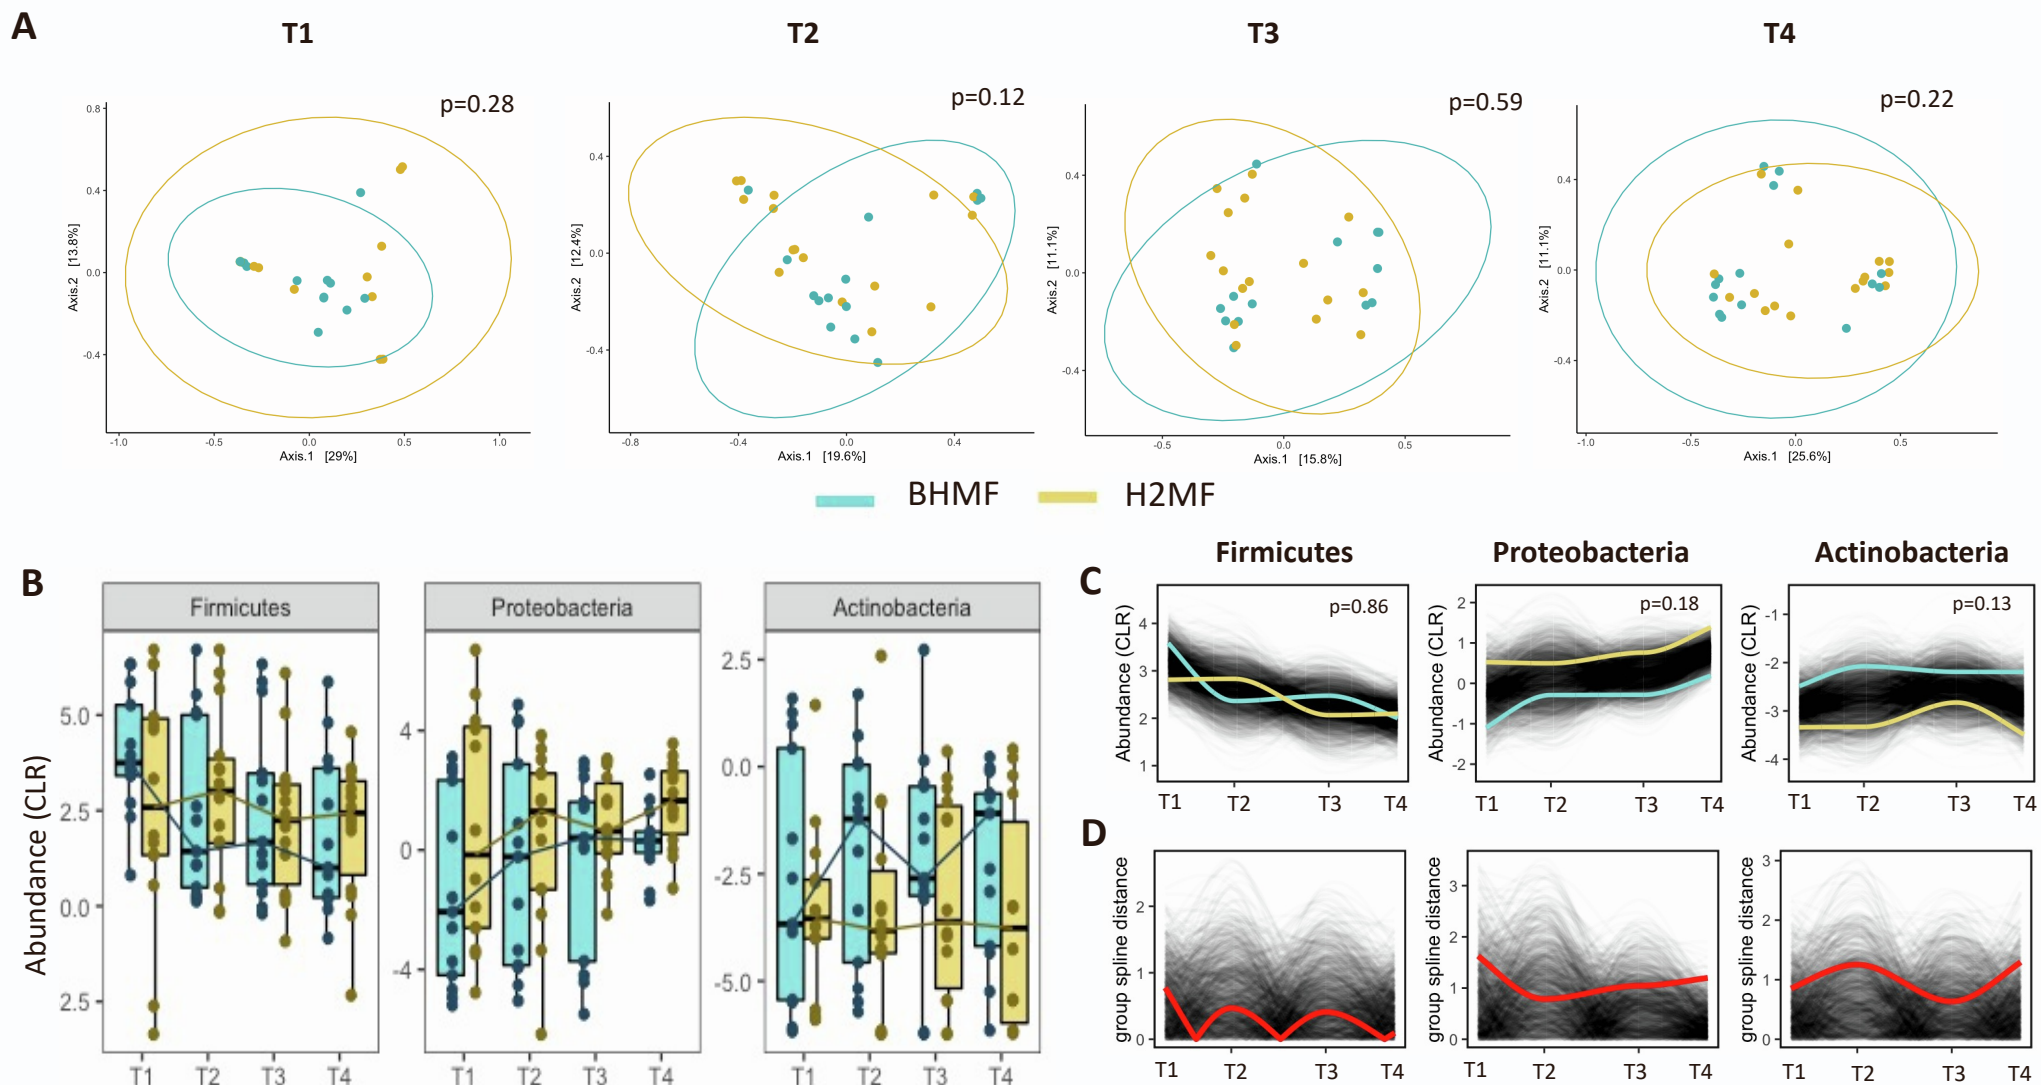 A
T1
T2
T3
T4
p=0.28
p=0.12
p=0.59
p=0.22
0.8
0.4
0.0
-0.4
Axis.2 [13.8%]
-1.0 -0.5 0.0 0.5 1.0
Axis.1 [29%]
0.4
0.0
-0.4
Axis.2 [12.4%]
-0.8 -0.4 0.0 0.4
Axis.1 [19.6%]
0.4
0.0
-0.4
Axis.2 [11.1%]
-0.5 0.0 0.5
Axis.1 [15.8%]
0.4
0.0
-0.4
Axis.2 [11.1%]
-1.0 -0.5 0.0 0.5
Axis.1 [25.6%]
BHMF
H2MF
B
Firmicutes
Proteobacteria
Actinobacteria
Abundance (CLR)
5.0
2.5
0.0
2.5
T1 T2 T3 T4
4
0
-4
T1 T2 T3 T4
2.5
0.0
-2.5
-5.0
T1 T2 T3 T4
C
Firmicutes
Proteobacteria
Actinobacteria
Abundance (CLR)
4
3
2
1
p=0.86
T1 T2 T3 T4
Abundance (CLR)
2
1
0
-1
-2
p=0.18
T1 T2 T3 T4
Abundance (CLR)
-1
-2
-3
-4
p=0.13
T1 T2 T3 T4
D
group spline distance
2
1
0
T1 T2 T3 T4
group spline distance
3
2
1
0
T1 T2 T3 T4
group spline distance
3
2
1
0
T1 T2 T3 T4